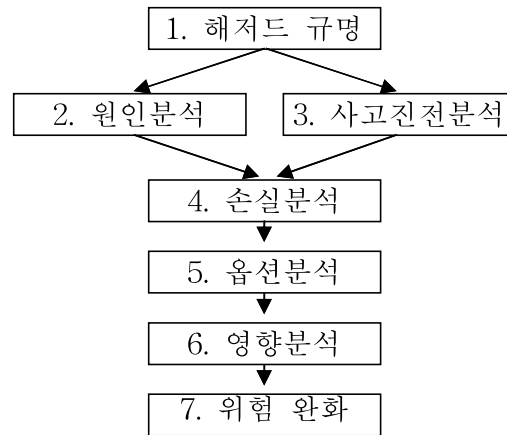 1. 해저드 규명
2. 원인분석
3. 사고진전분석
4. 손실분석
5. 옵션분석
6. 영향분석
7. 위험 완화